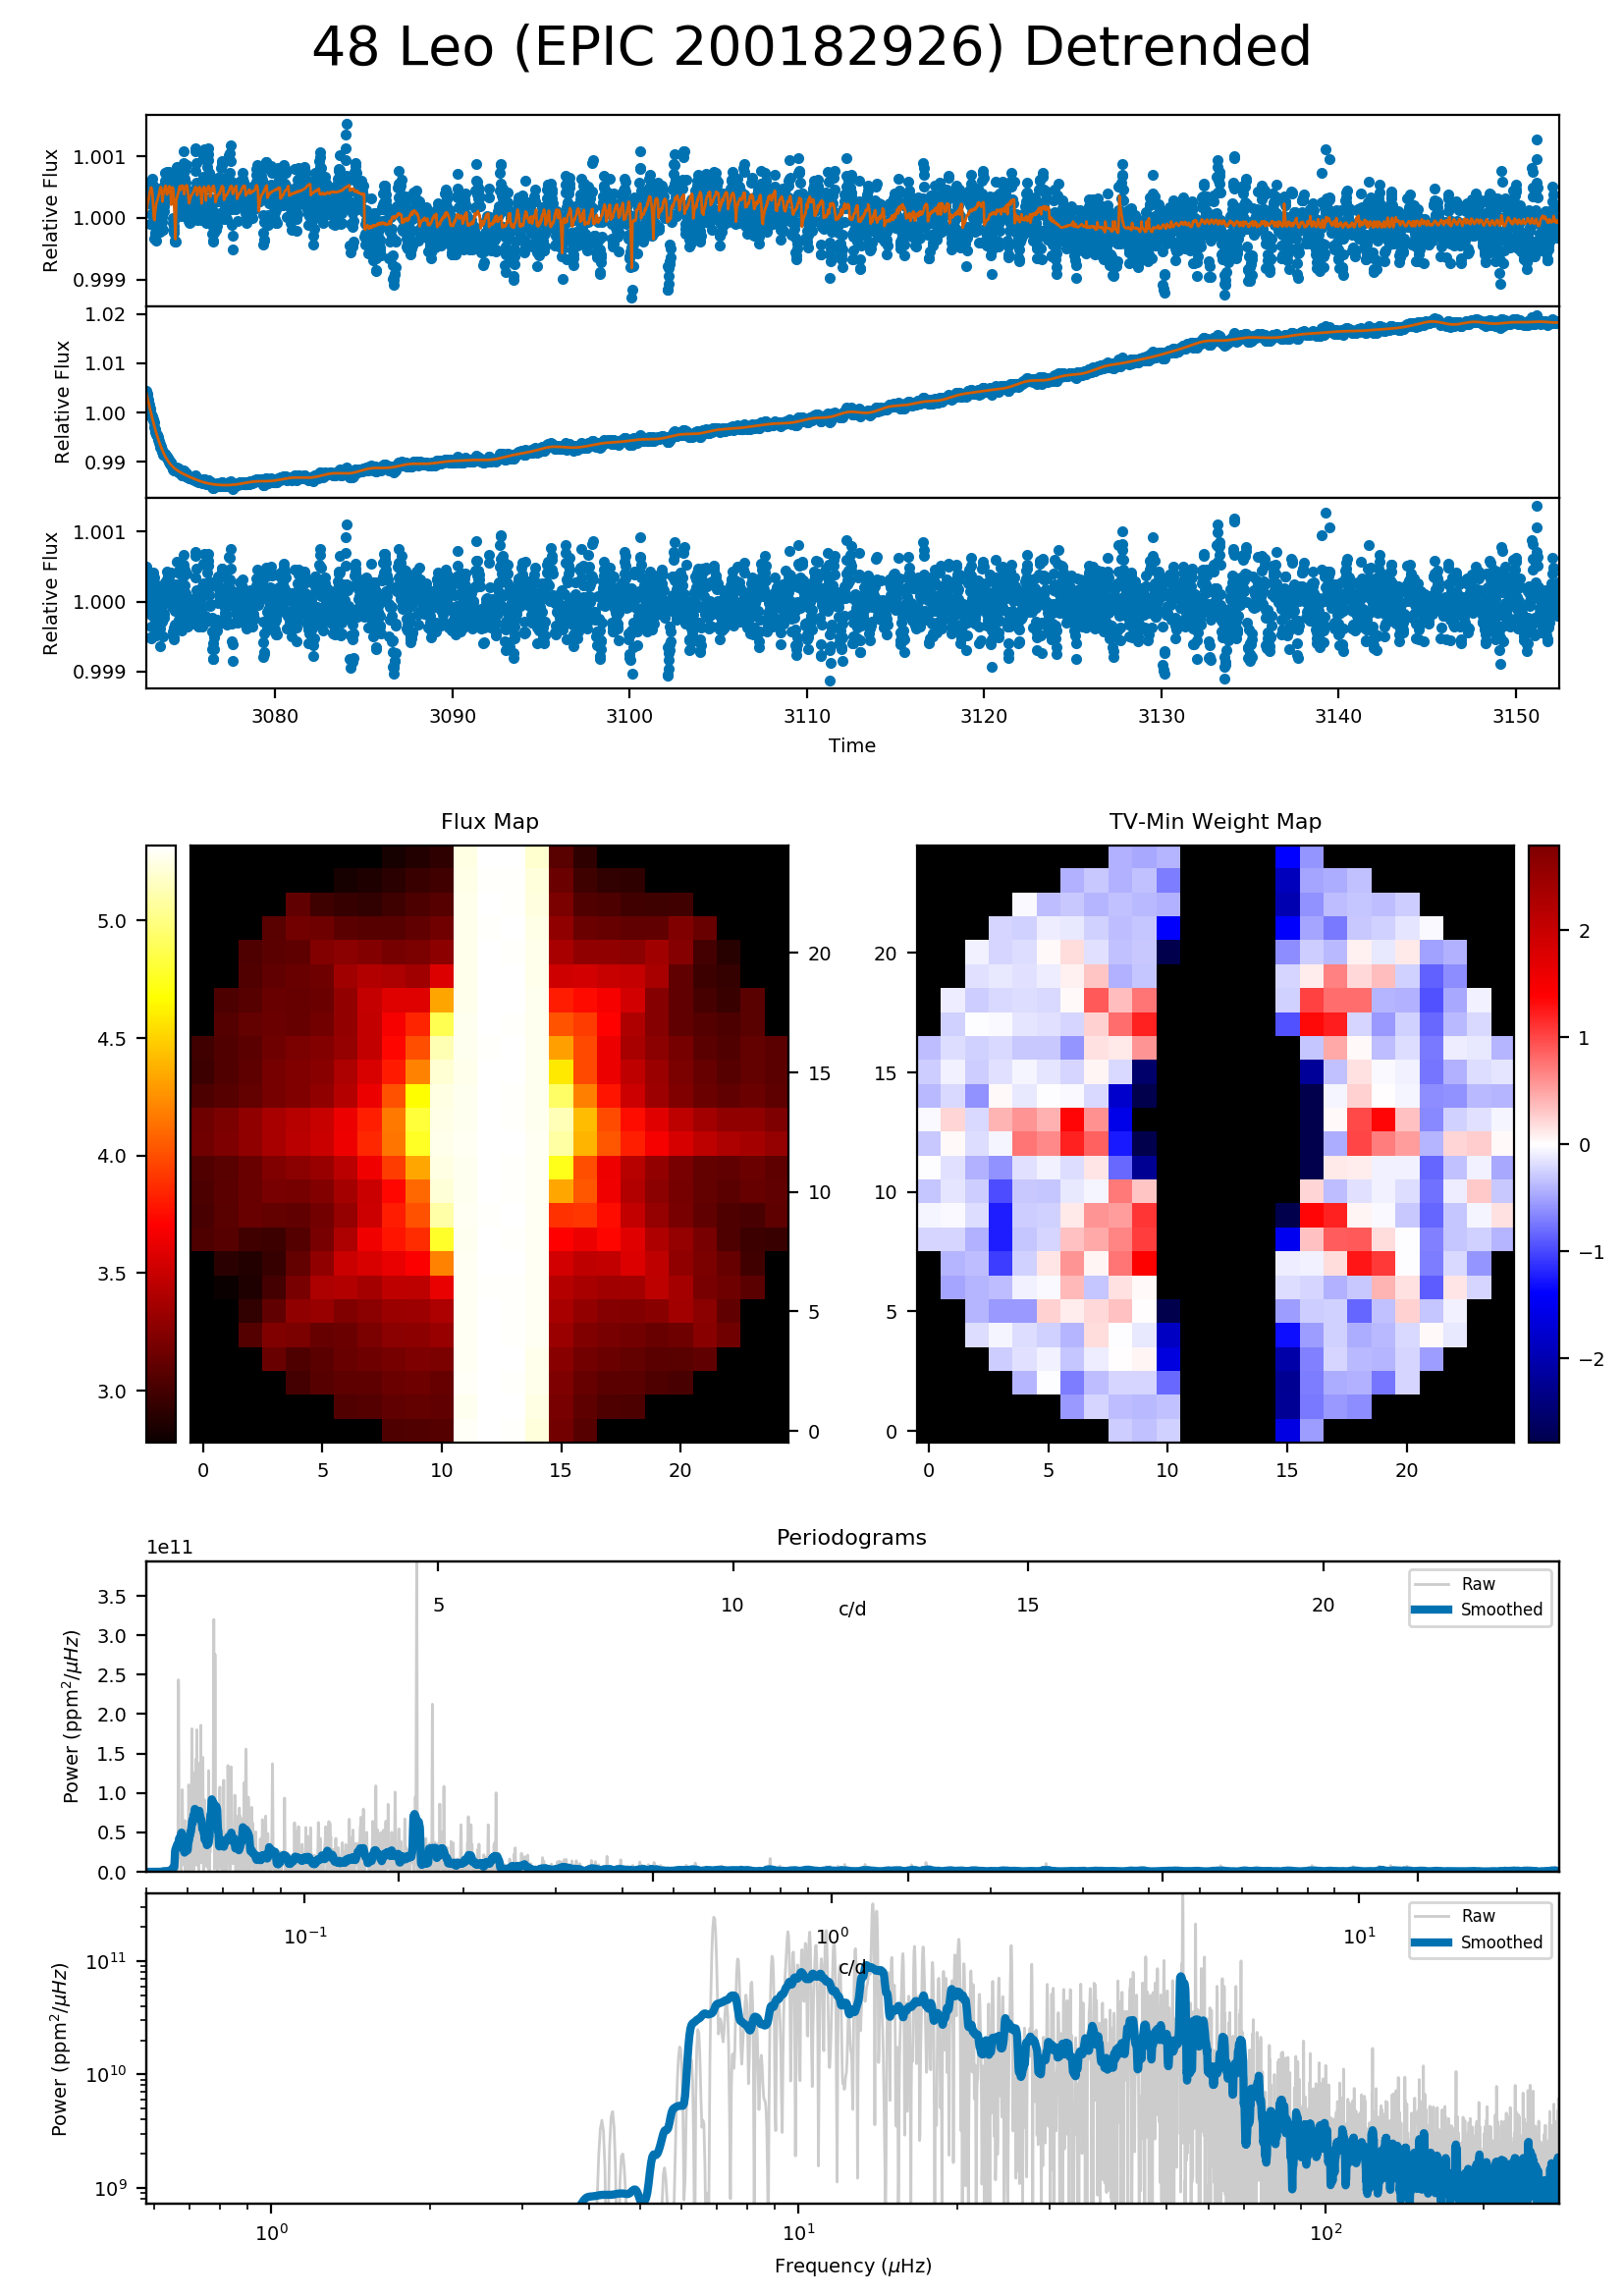 48 Leo (EPIC 200182926) Detrended
Relative Flux
1.001
1.000
0.999
Relative Flux
1.02
1.01
1.00
0.99
Relative Flux
1.001
1.000
0.999
3080 3090 3100 3110 3120 3130 3140 3150
Time
Flux Map
TV-Min Weight Map
5.0
4.5
4.0
3.5
3.0
20
15
10
5
0
0 5 10 15 20
20
15
10
5
0
0 5 10 15 20
2
1
0
−1
−2
Periodograms
1e11
Power (ppm²/μHz)
3.5
3.0
2.5
2.0
1.5
1.0
0.5
0.0
5 10 15 20
c/d
Raw
Smoothed
Power (ppm²/μHz)
10¹¹
10¹⁰
10⁹
10⁻¹ 10⁰ 10¹
c/d
Raw
Smoothed
10⁰ 10¹ 10²
Frequency (μHz)